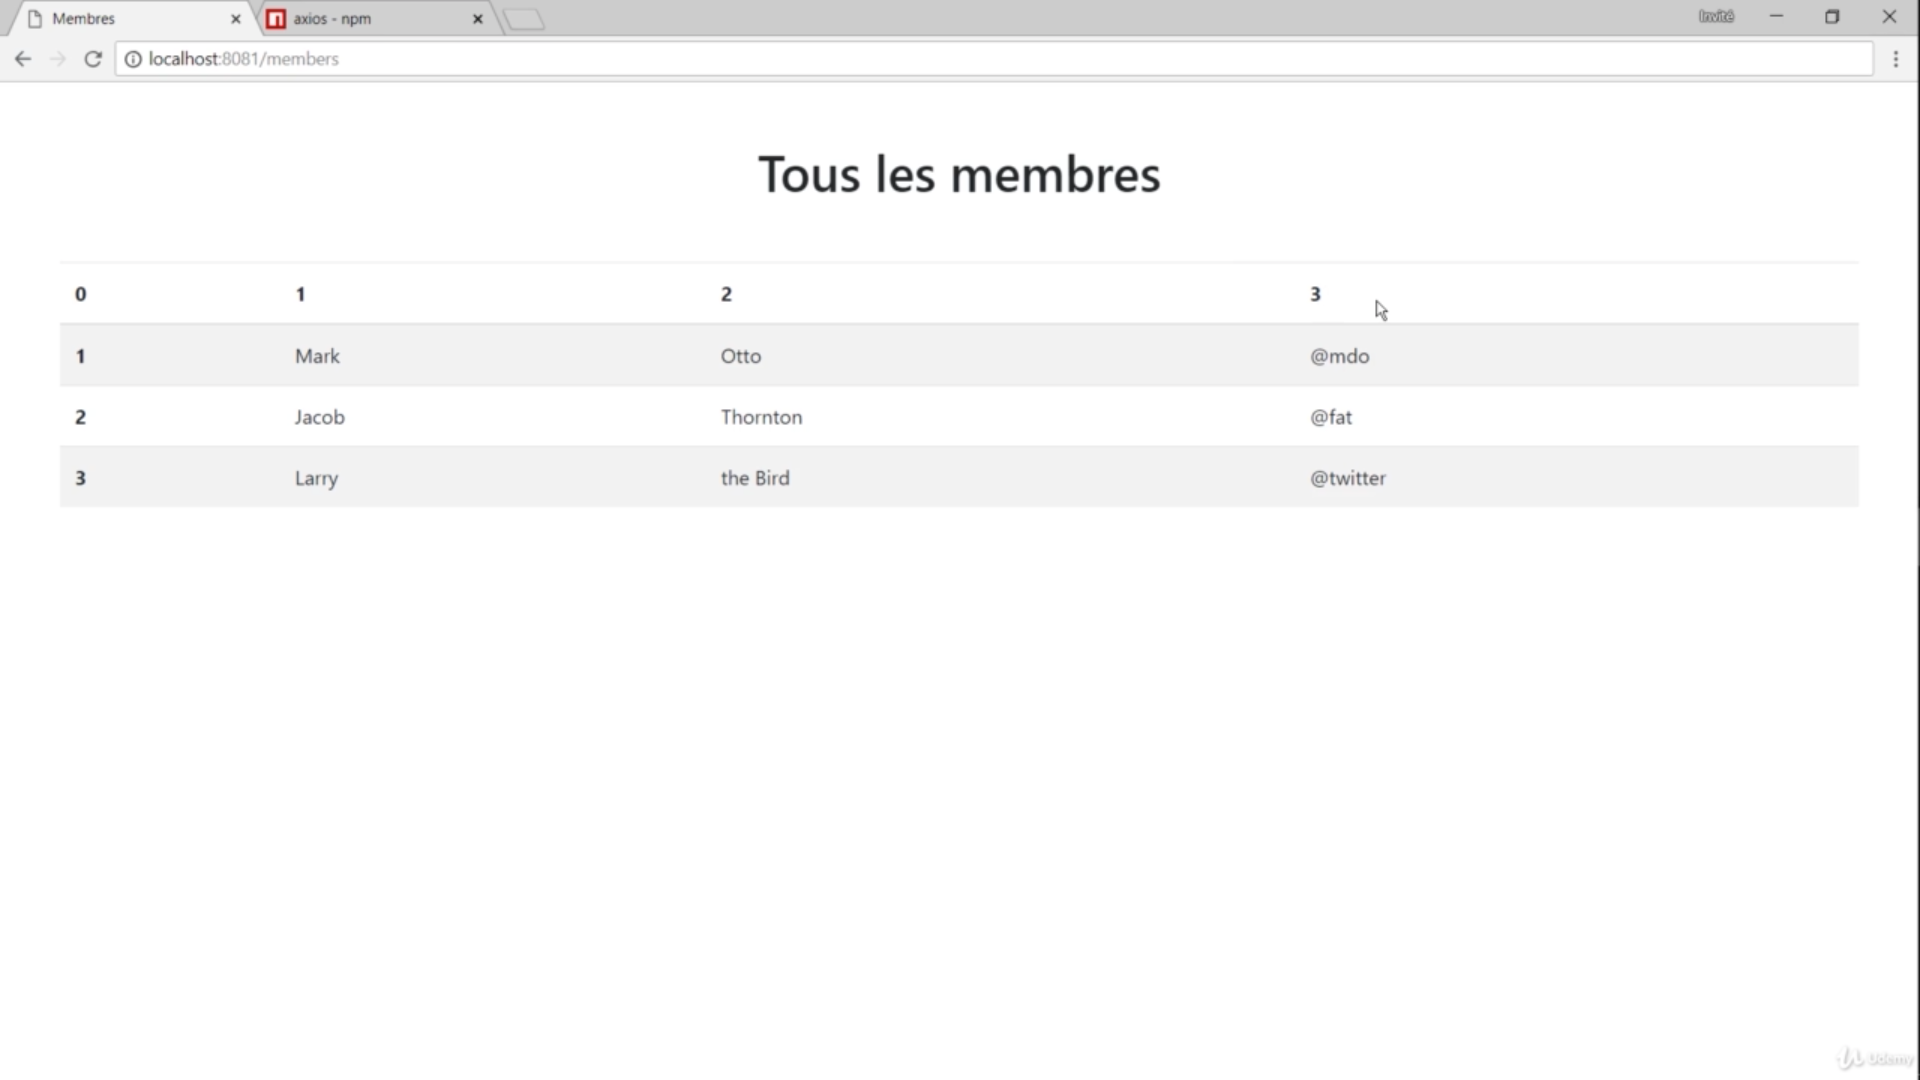 Membres
axios - npm
Invité
localhost:8081/members
Tous les membres
0 1 2 3
1 Mark Otto @mdo
2 Jacob Thornton @fat
3 Larry the Bird @twitter
Udemy